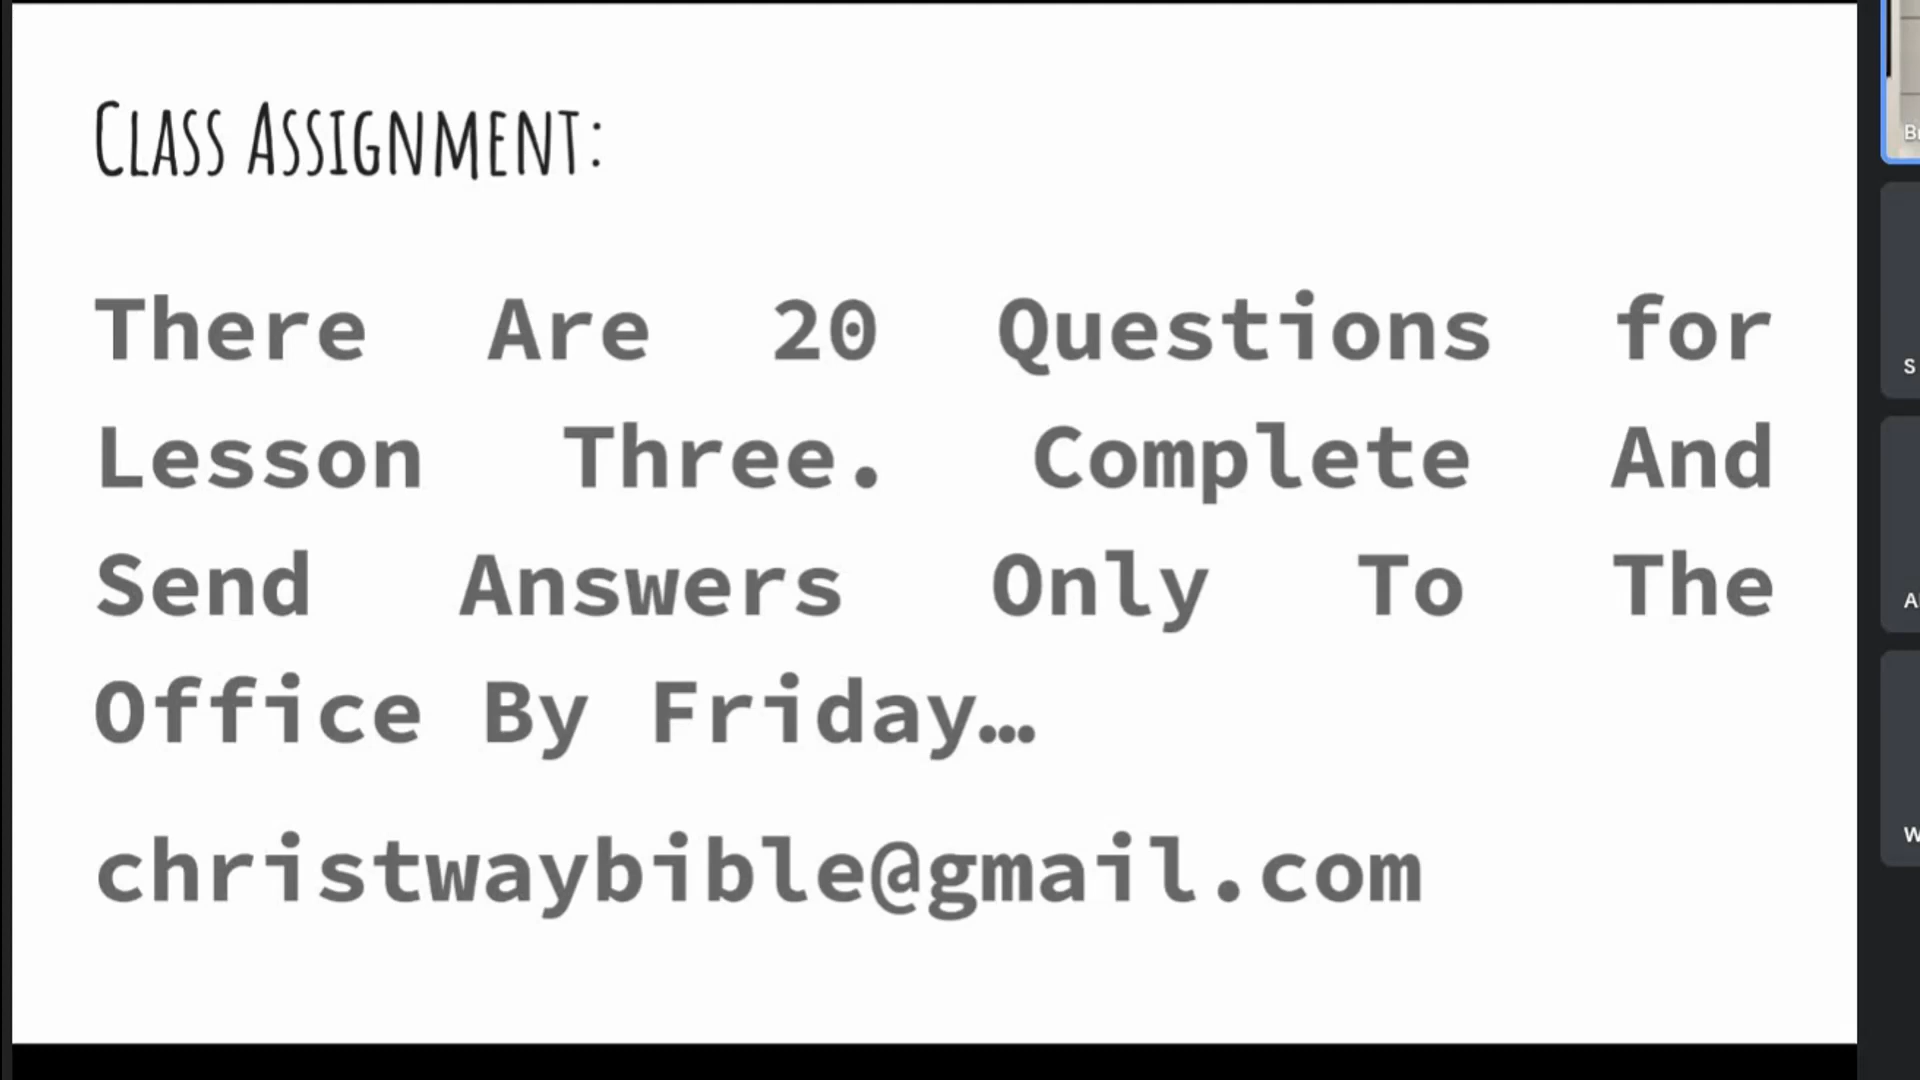 Class Assignment:
There Are 20 Questions for
Lesson Three. Complete And
Send Answers Only To The
Office By Friday…
christwaybible@gmail.com
S